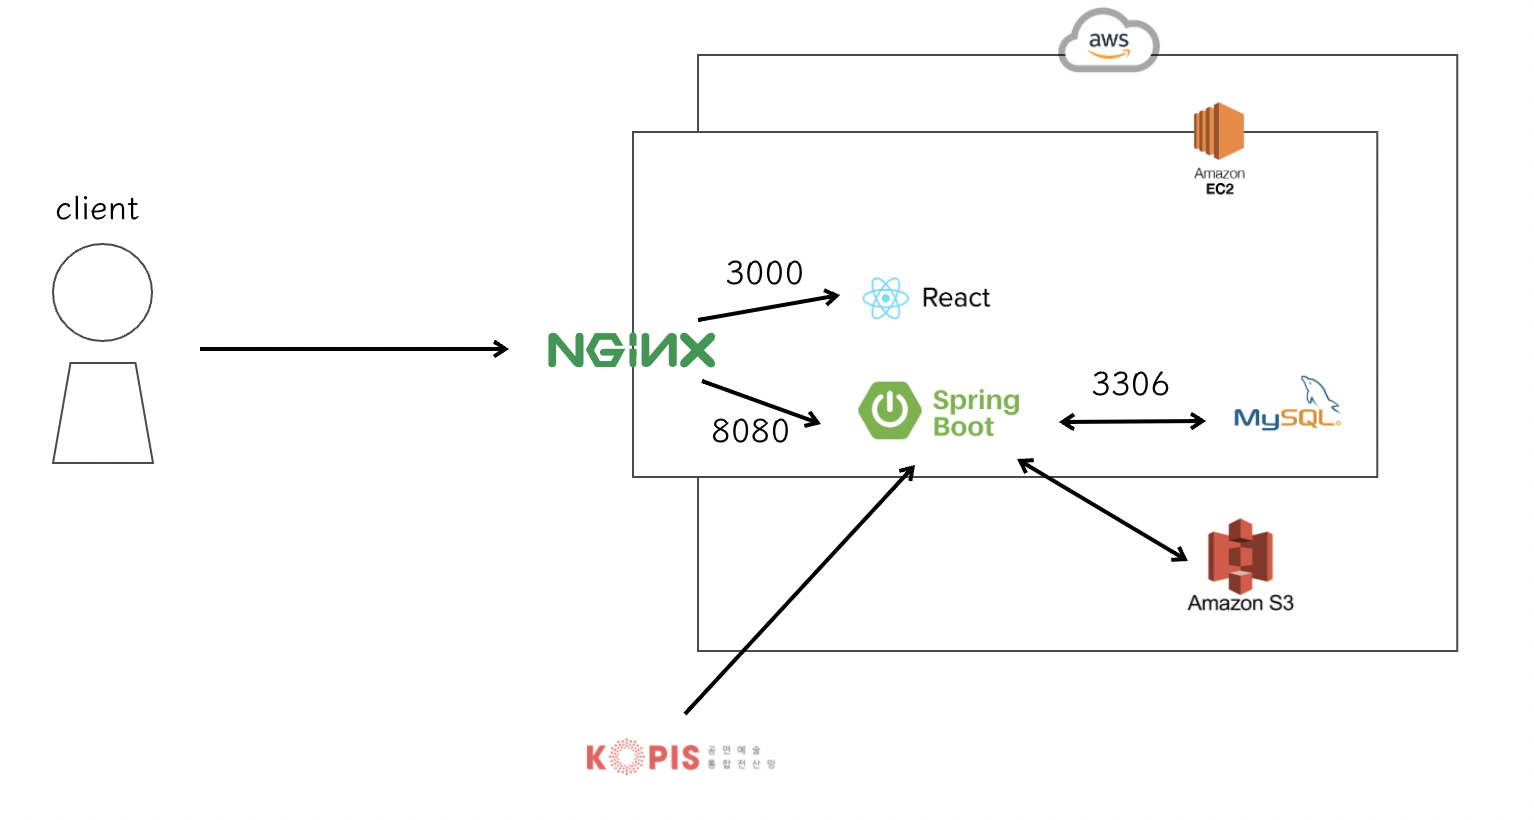 aws
Amazon
EC2
client
3000
React
NGINX
8080
Spring
Boot
3306
MySQL
Amazon S3
KOPIS 공연예술
통합전산망